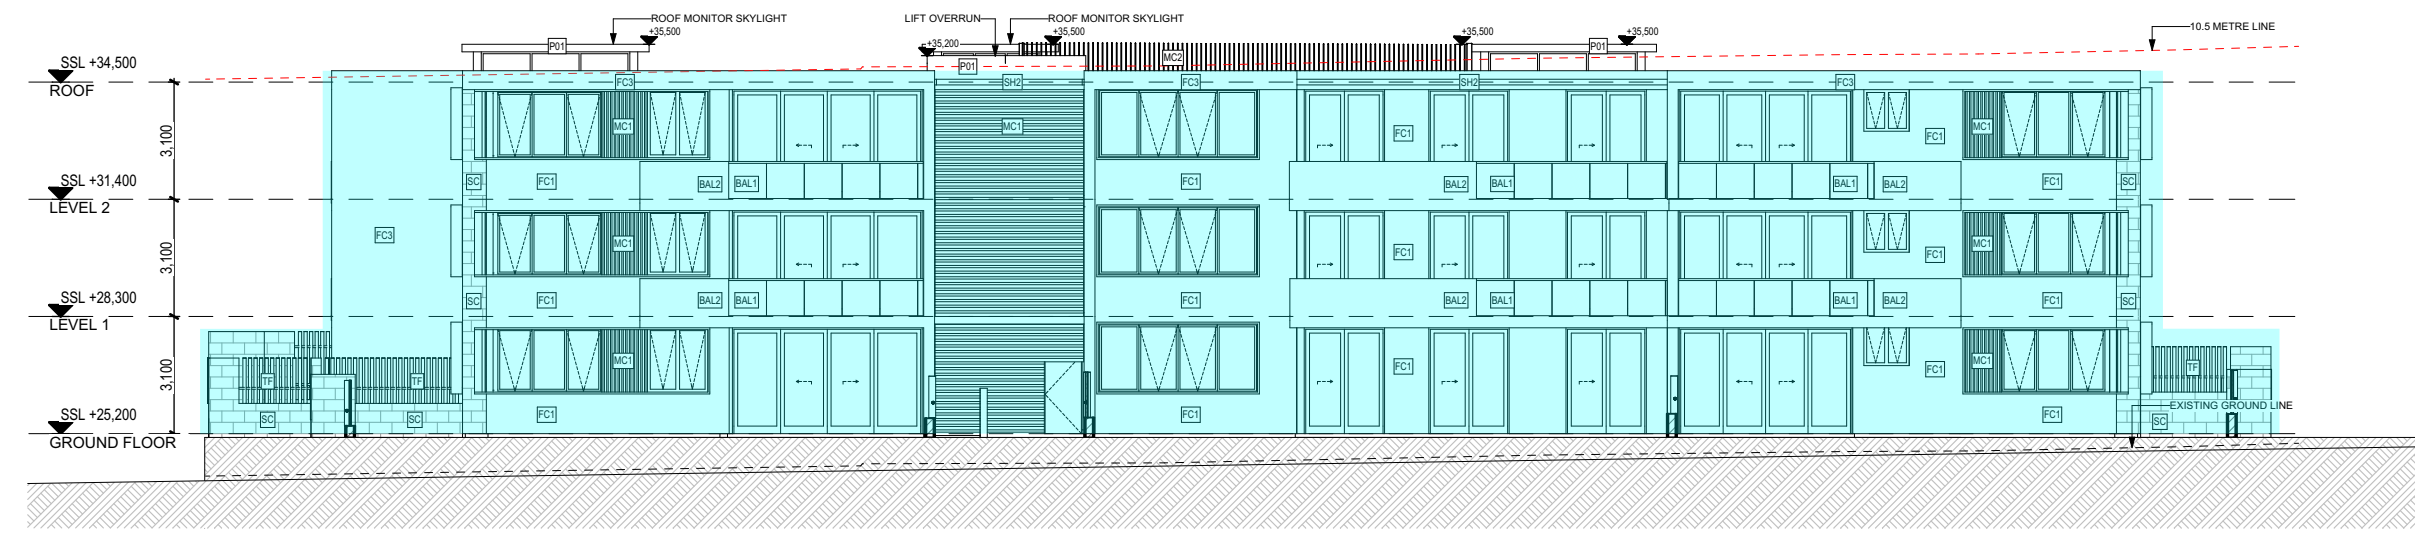 ROOF MONITOR SKYLIGHT
LIFT OVERRUN
ROOF MONITOR SKYLIGHT
10.5 METRE LINE
+35,500
+35,200
+35,500
+35,500
+35,500
P01
P01
MC2
P01
SSL +34,500
ROOF
FC3
SH2
FC3
SH2
FC3
3,100
MC1
MC1
FC1
FC1
MC1
SSL +31,400
LEVEL 2
SC
FC1
BAL2
BAL1
FC1
BAL2
BAL1
BAL1
BAL2
FC1
SC
FC3
3,100
MC1
FC1
FC1
MC1
SSL +28,300
LEVEL 1
SC
FC1
BAL2
BAL1
FC1
BAL2
BAL1
BAL1
BAL2
FC1
SC
3,100
TF
TF
MC1
FC1
FC1
MC1
TF
SSL +25,200
GROUND FLOOR
SC
SC
FC1
FC1
FC1
EXISTING GROUND LINE
SC